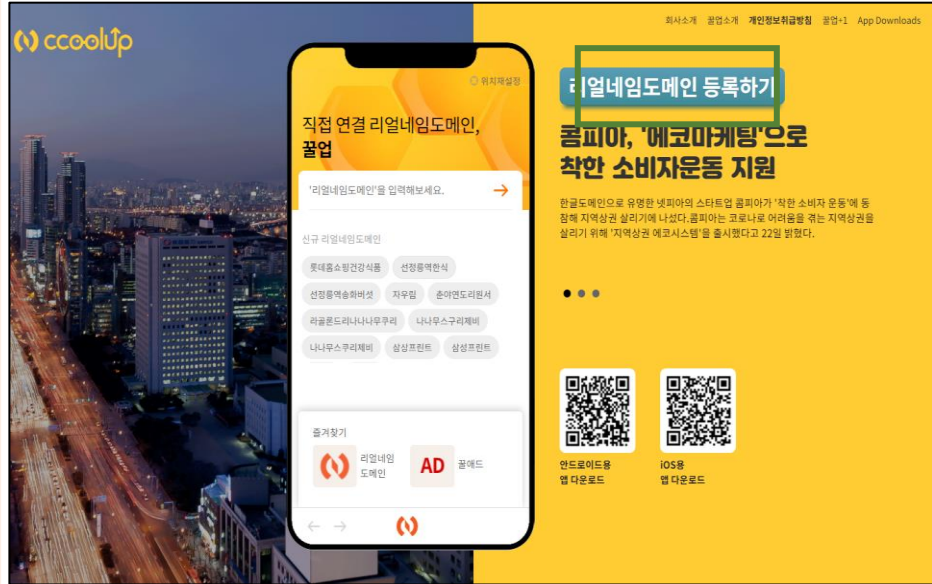 ccoolup
회사소개 꿀업소개 개인정보취급방침 꿀업+1 App Downloads
위치재설정
직접 연결 리얼네임도메인,
꿀업
'리얼네임도메인'을 입력해보세요.
신규 리얼네임도메인
롯데홈쇼핑건강식품 선정릉역한식
선정릉역송화버섯 자우림 춘야연도리원서
라꿀론드리나나나무쿠리 나나무스구리제비
나나무스쿠리제비 삼상프린트 삼성프린트
즐겨찾기
리얼네임
도메인
AD 꿀애드
리얼네임도메인 등록하기
콤피아, '에코마케팅'으로
착한 소비자운동 지원
한글도메인으로 유명한 넷피아의 스타트업 콤피아가 '착한 소비자 운동'에 동
참해 지역상권 살리기에 나섰다.콤피아는 코로나로 어려움을 겪는 지역상권을
살리기 위해 '지역상권 에코시스템'을 출시했다고 22일 밝혔다.
안드로이드용
앱 다운로드
iOS용
앱 다운로드